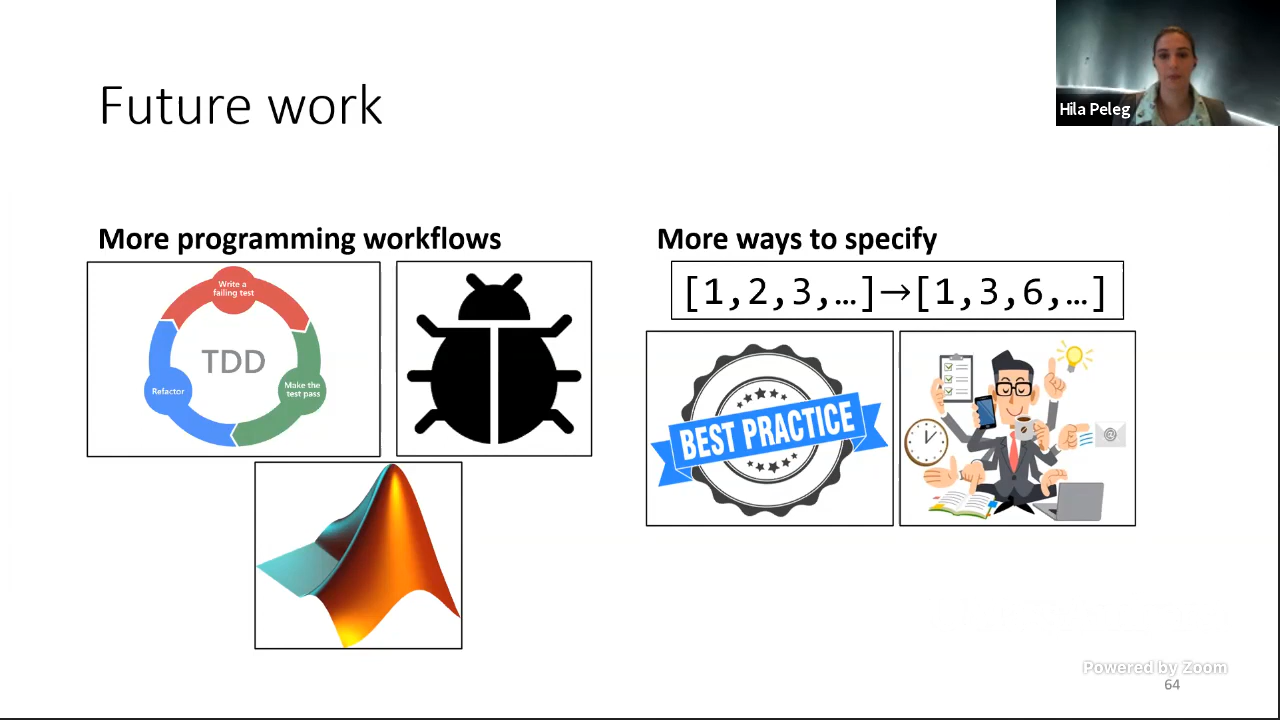 Future work
Hila Peleg
More programming workflows
More ways to specify
Write a
failing test
TDD
Refactor
Make the
test pass
[1,2,3,…]→[1,3,6,…]
BEST PRACTICE
@
Powered by Zoom
64